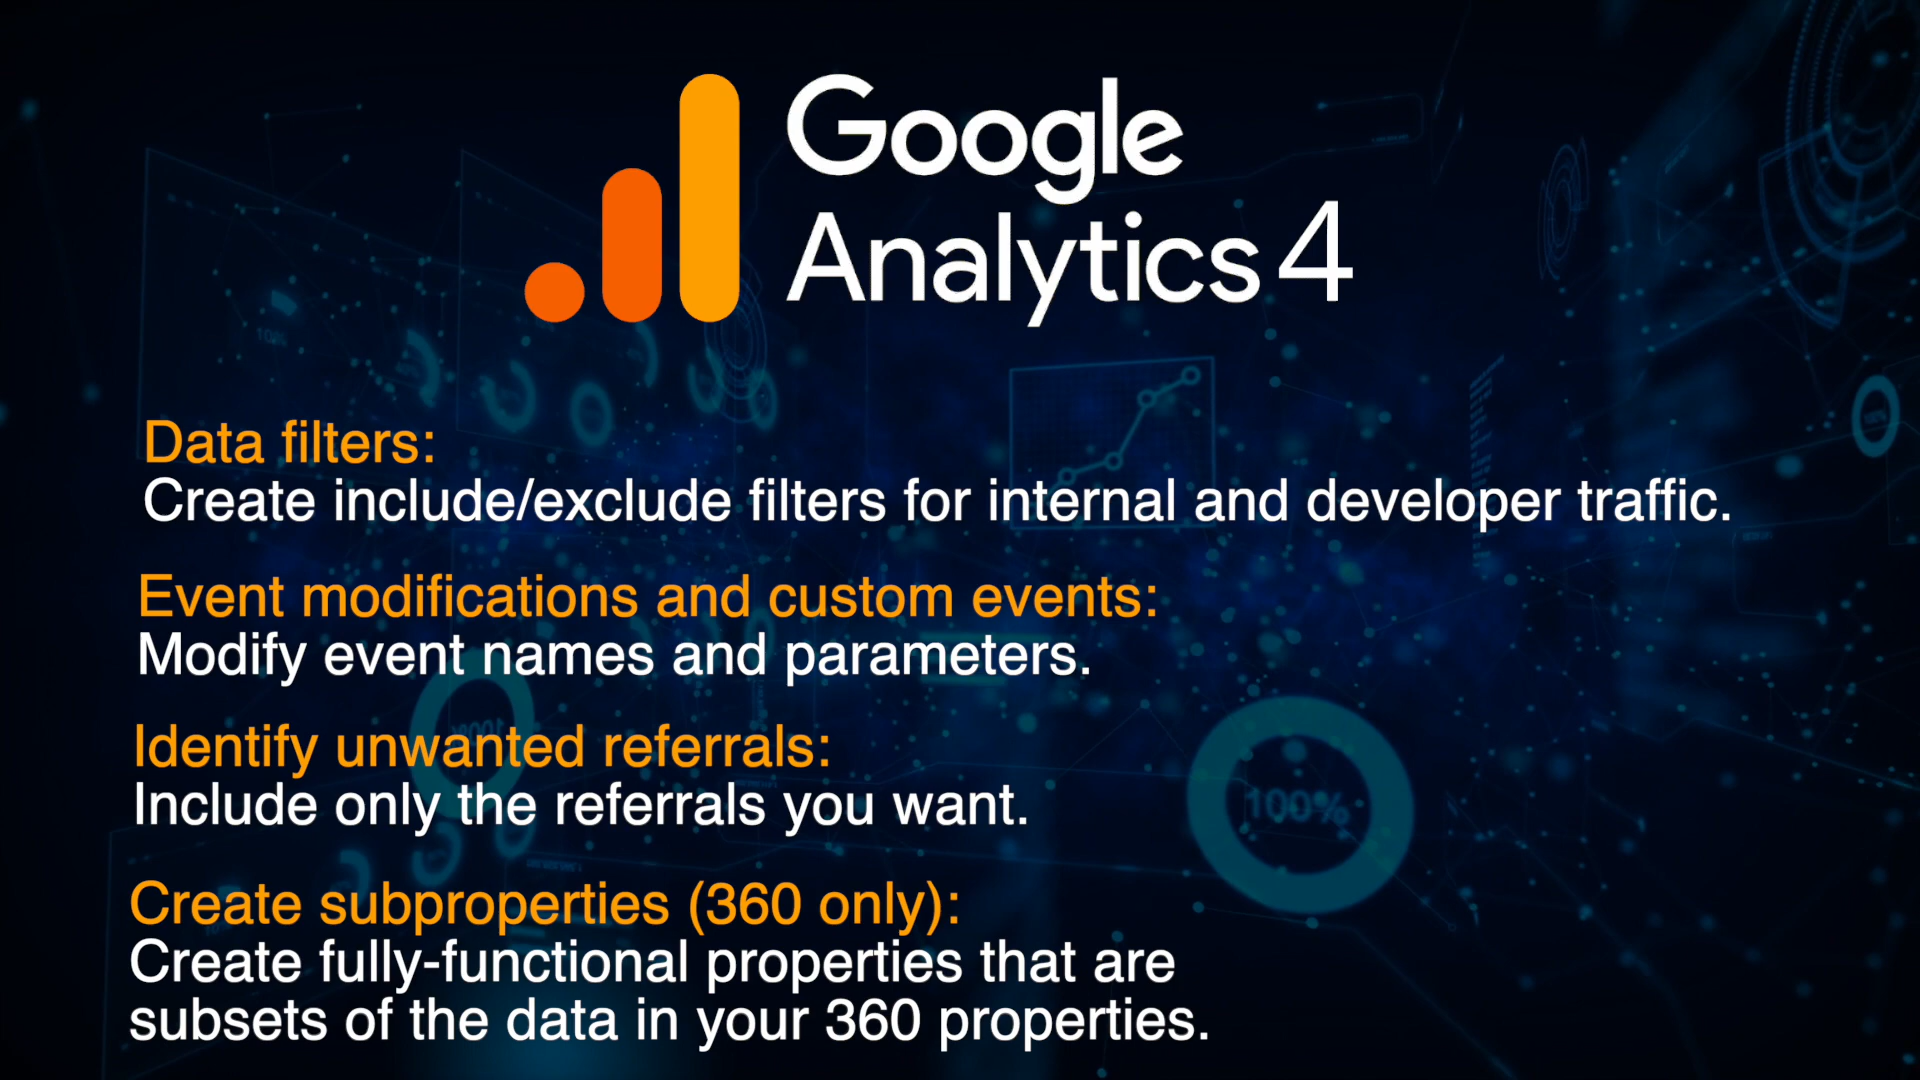 Google
Analytics 4
Data filters:
Create include/exclude filters for internal and developer traffic.
Event modifications and custom events:
Modify event names and parameters.
Identify unwanted referrals:
Include only the referrals you want.
100%
Create subproperties (360 only):
Create fully-functional properties that are
subsets of the data in your 360 properties.